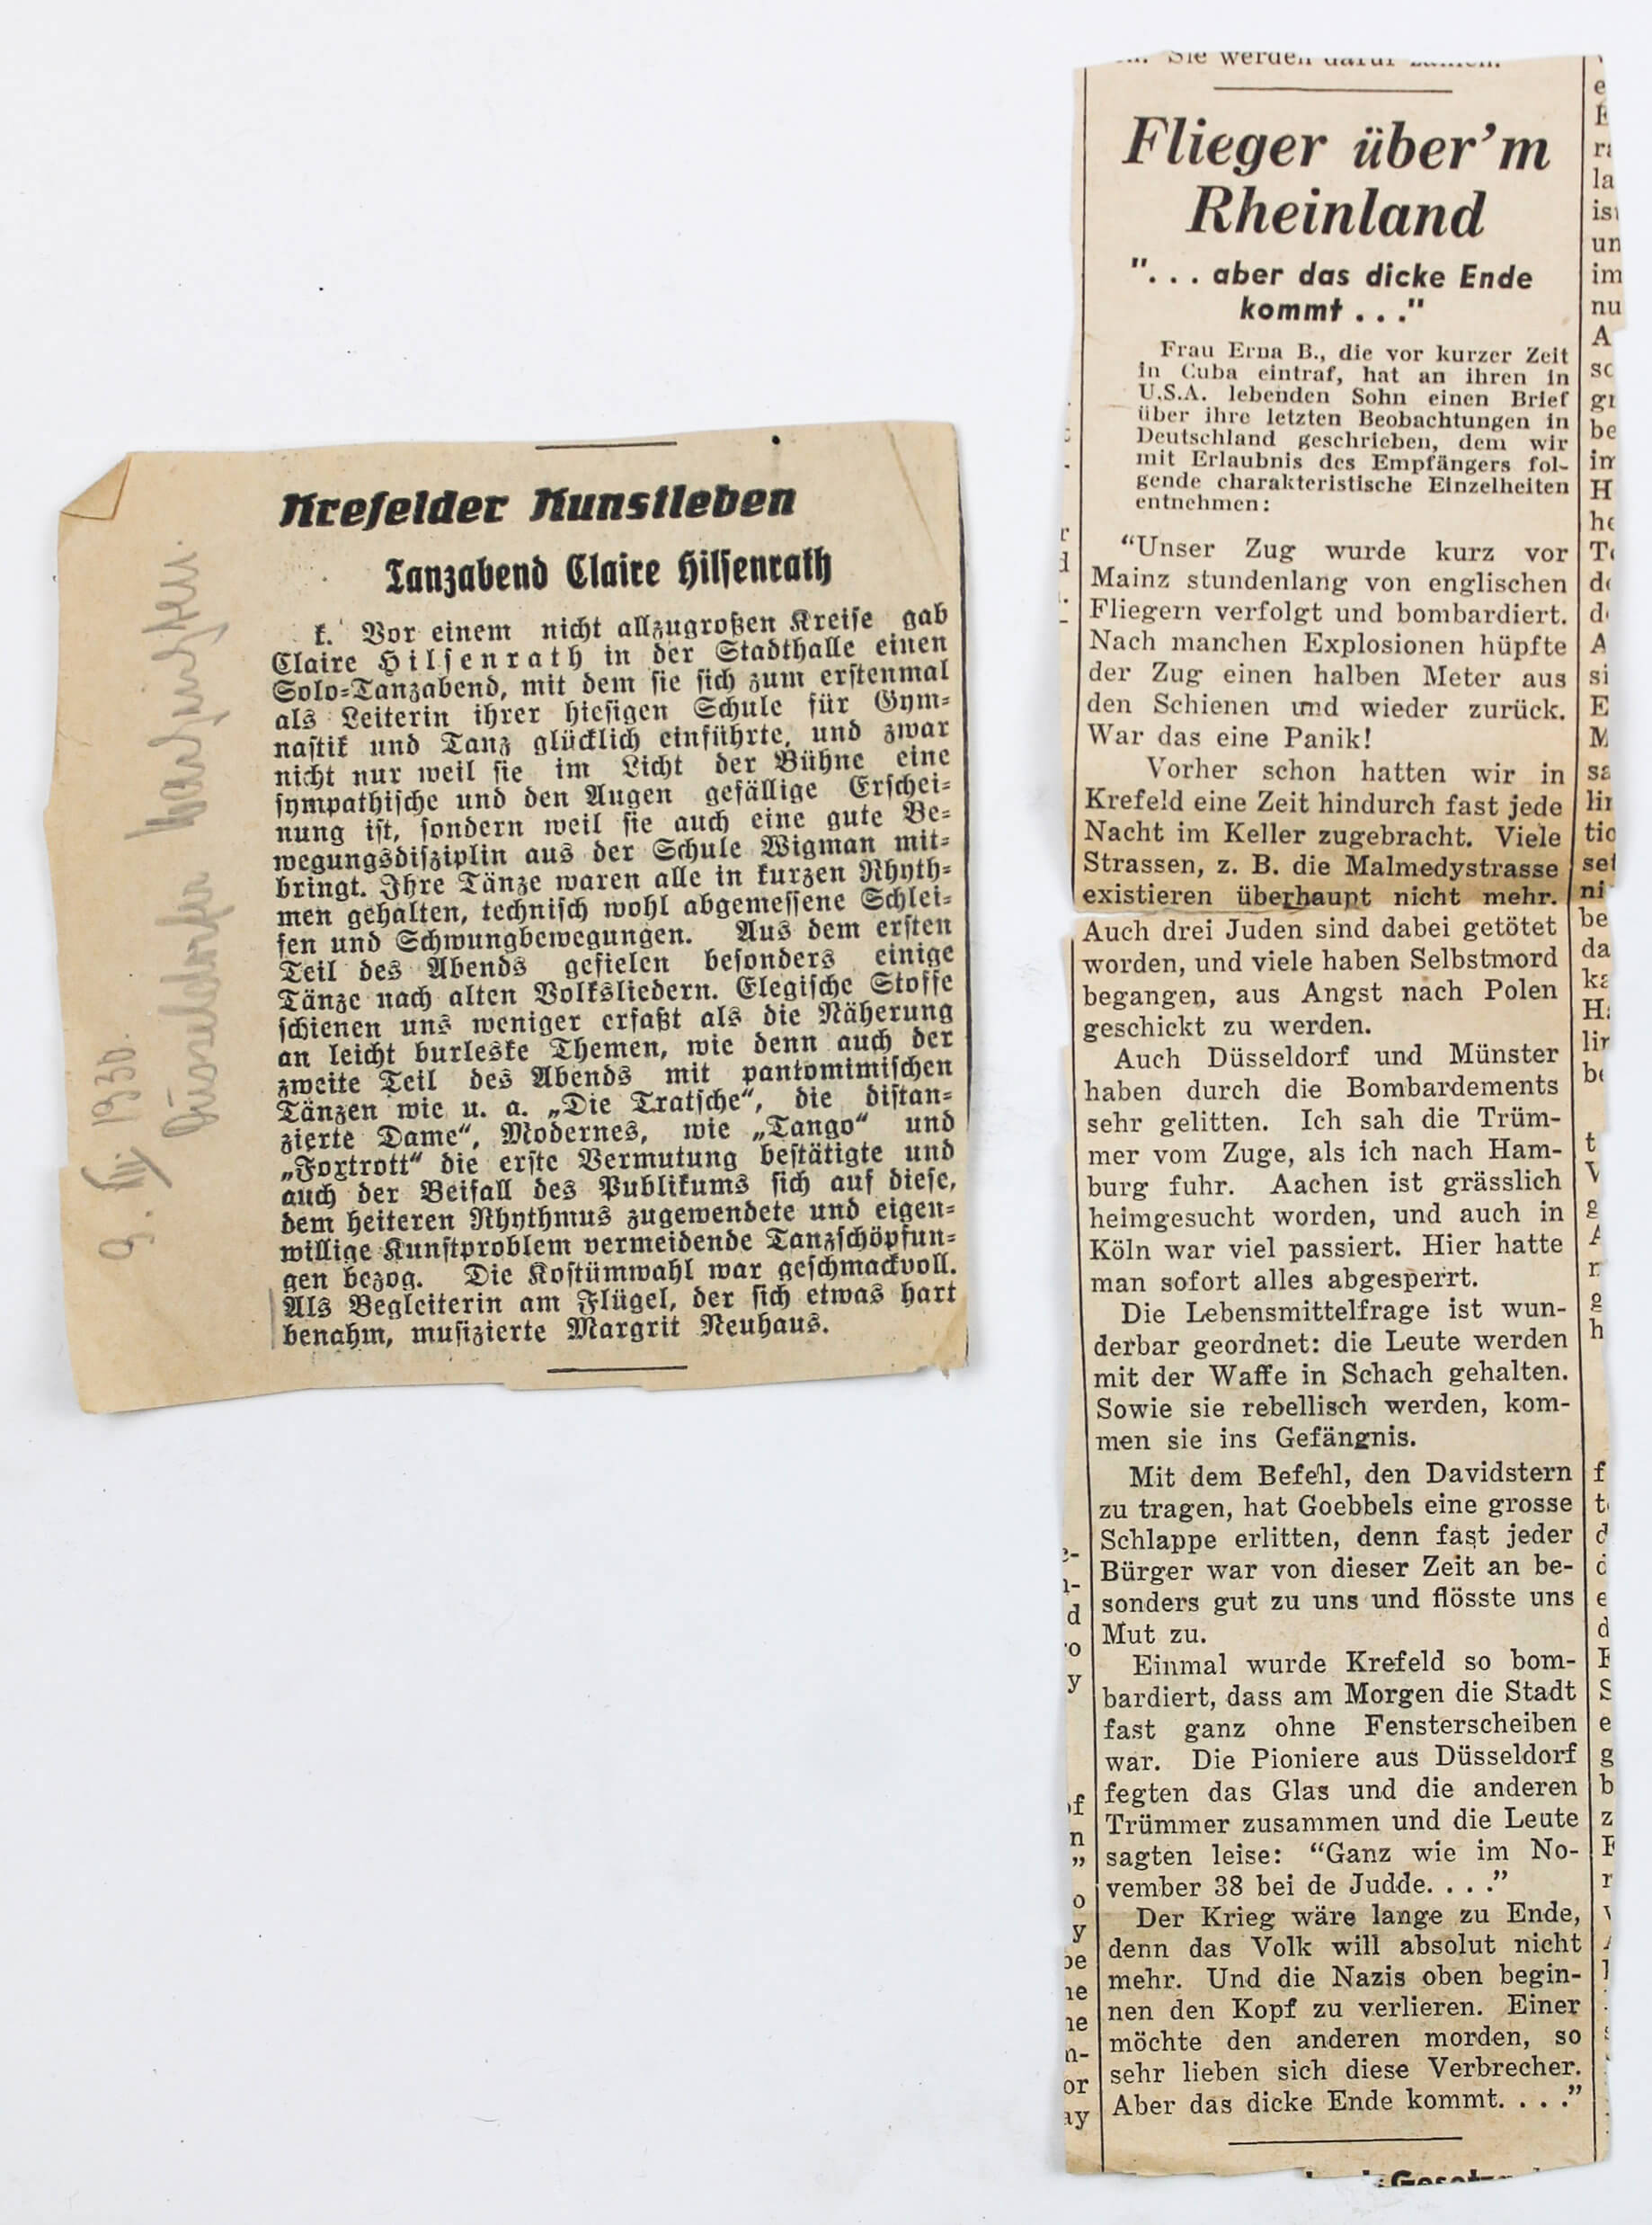 Krefelder Kunstleben
Tanzabend Claire Hilsenrath
k. Vor einem nicht allzugroßen Kreise gab
Claire Hilsenrath in der Stadthalle einen
Solo=Tanzabend, mit dem sie sich zum erstenmal
als Leiterin ihrer hiesigen Schule für Gym=
nastik und Tanz glücklich einführte, und zwar
nicht nur weil sie im Licht der Bühne eine
sympathische und den Augen gefällige Erschei=
nung ist, sondern weil sie auch eine gute Be=
wegungsdisziplin aus der Schule Wigman mit=
bringt. Ihre Tänze waren alle in kurzen Rhyth=
men gehalten, technisch wohl abgemessene Schlei=
fen und Schwungbewegungen. Aus dem ersten
Teil des Abends gefielen besonders einige
Tänze nach alten Volksliedern. Elegische Stoffe
schienen uns weniger erfaßt als die Näherung
an leicht burleske Themen, wie denn auch der
zweite Teil des Abends mit pantomimischen
Tänzen wie u. a. „Die Tratsche“, die distan=
zierte Dame“, Modernes, wie „Tango“ und
„Foxtrott“ die erste Vermutung bestätigte und
auch der Beifall des Publikums sich auf diese,
dem heiteren Rhythmus zugewendete und eigen=
willige Kunstproblem vermeidende Tanzschöpfun=
gen bezog. Die Kostümwahl war geschmackvoll.
Als Begleiterin am Flügel, der sich etwas hart
benahm, musizierte Margrit Neuhaus.
9. III 1930.
Düsseldorfer Nachrichten.
Sie werden dafür
Flieger über'm
Rheinland
". . . aber das dicke Ende
kommt . . ."
Frau Erna B., die vor kurzer Zeit
in Cuba eintraf, hat an ihren in
U.S.A. lebenden Sohn einen Brief
über ihre letzten Beobachtungen in
Deutschland geschrieben, dem wir
mit Erlaubnis des Empfängers fol-
gende charakteristische Einzelheiten
entnehmen:
“Unser Zug wurde kurz vor
Mainz stundenlang von englischen
Fliegern verfolgt und bombardiert.
Nach manchen Explosionen hüpfte
der Zug einen halben Meter aus
den Schienen und wieder zurück.
War das eine Panik!
Vorher schon hatten wir in
Krefeld eine Zeit hindurch fast jede
Nacht im Keller zugebracht. Viele
Strassen, z. B. die Malmedystrasse
existieren überhaupt nicht mehr.
Auch drei Juden sind dabei getötet
worden, und viele haben Selbstmord
begangen, aus Angst nach Polen
geschickt zu werden.
Auch Düsseldorf und Münster
haben durch die Bombardements
sehr gelitten. Ich sah die Trüm-
mer vom Zuge, als ich nach Ham-
burg fuhr. Aachen ist grässlich
heimgesucht worden, und auch in
Köln war viel passiert. Hier hatte
man sofort alles abgesperrt.
Die Lebensmittelfrage ist wun-
derbar geordnet: die Leute werden
mit der Waffe in Schach gehalten.
Sowie sie rebellisch werden, kom-
men sie ins Gefängnis.
Mit dem Befehl, den Davidstern
zu tragen, hat Goebbels eine grosse
Schlappe erlitten, denn fast jeder
Bürger war von dieser Zeit an be-
sonders gut zu uns und flösste uns
Mut zu.
Einmal wurde Krefeld so bom-
bardiert, dass am Morgen die Stadt
fast ganz ohne Fensterscheiben
war. Die Pioniere aus Düsseldorf
fegten das Glas und die anderen
Trümmer zusammen und die Leute
sagten leise: “Ganz wie im No-
vember 38 bei de Judde. . . .”
Der Krieg wäre lange zu Ende,
denn das Volk will absolut nicht
mehr. Und die Nazis oben begin-
nen den Kopf zu verlieren. Einer
möchte den anderen morden, so
sehr lieben sich diese Verbrecher.
Aber das dicke Ende kommt. . . .”